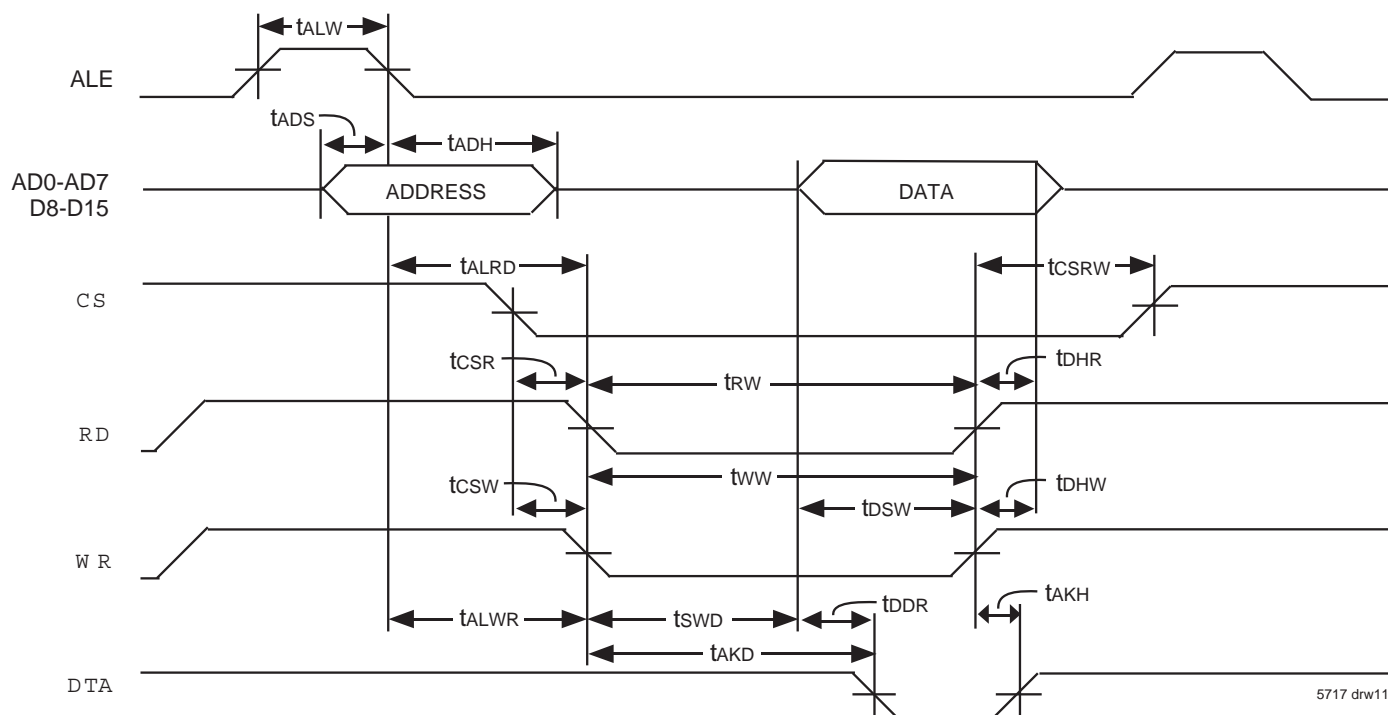 tALW
ALE
tADS
tADH
AD0-AD7
D8-D15
ADDRESS
DATA
tALRD
tCSRW
CS
tCSR
tRW
tDHR
RD
tCSW
tWW
tDHW
tDSW
W R
tALWR
tSWD
tDDR
tAKH
tAKD
DTA
5717 drw11